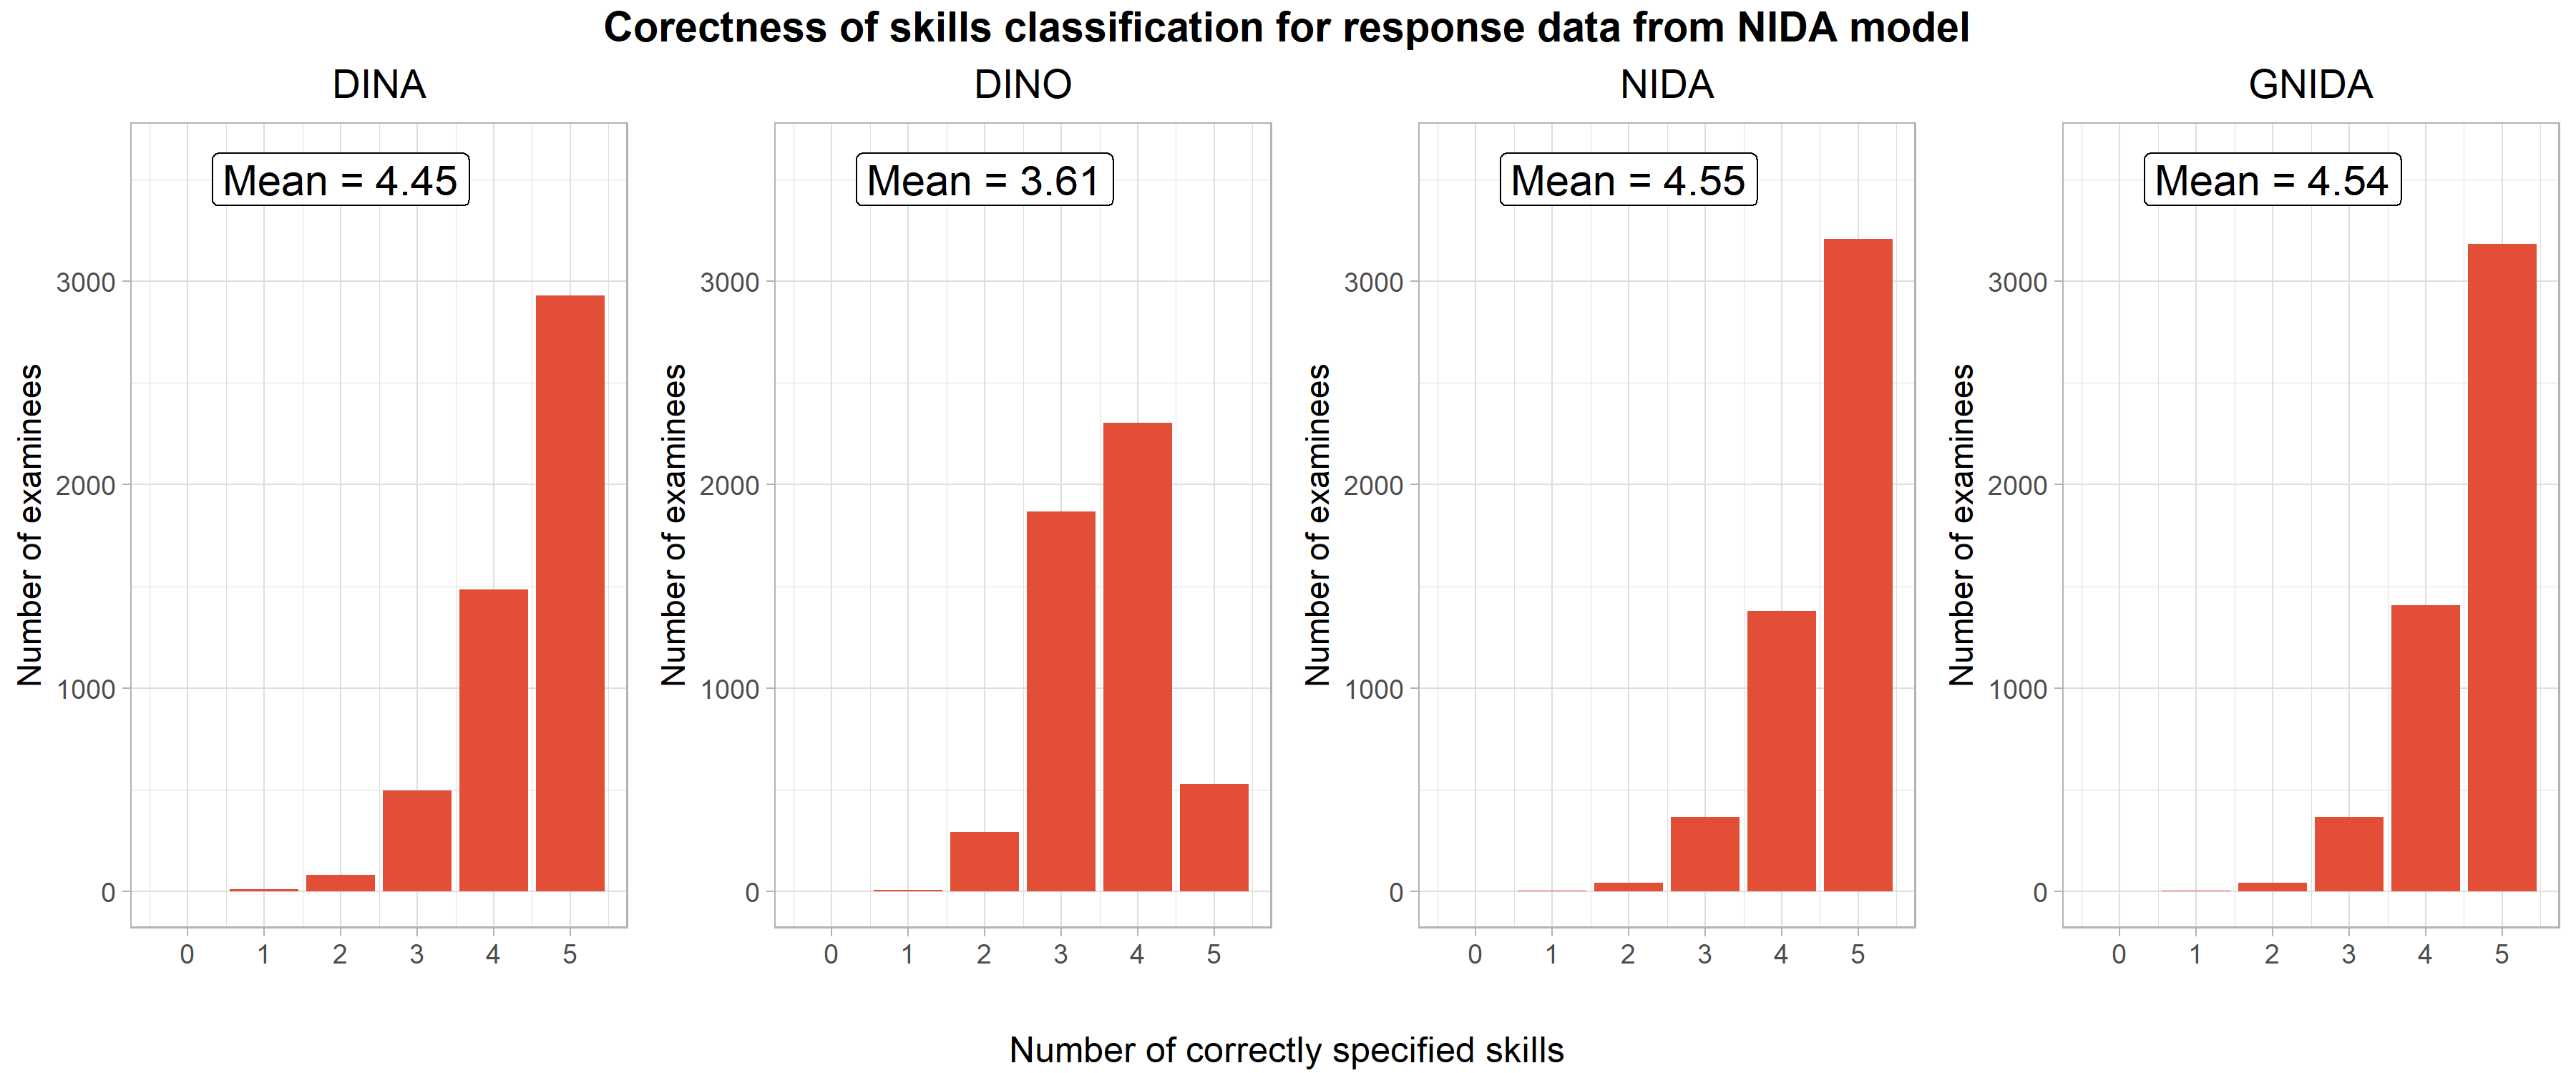 Corectness of skills classification for response data from NIDA model
DINA
DINO
NIDA
GNIDA
Mean = 4.45
Mean = 3.61
Mean = 4.55
Mean = 4.54
Number of examinees
3000
2000
1000
0
0 1 2 3 4 5
Number of examinees
3000
2000
1000
0
0 1 2 3 4 5
Number of examinees
3000
2000
1000
0
0 1 2 3 4 5
Number of examinees
3000
2000
1000
0
0 1 2 3 4 5
Number of correctly specified skills